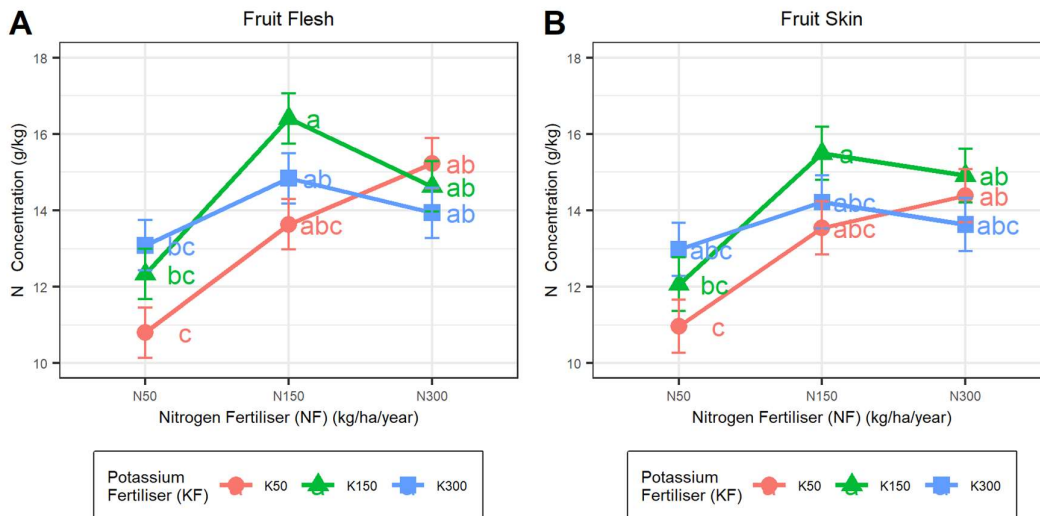 A
Fruit Flesh
N Concentration (g/kg)
18
16
14
12
10
a
ab
ab
ab
abc
ab
bc
bc
c
N50
N150
N300
Nitrogen Fertiliser (NF) (kg/ha/year)
Potassium
Fertiliser (KF)
K50
K150
K300
B
Fruit Skin
N Concentration (g/kg)
18
16
14
12
10
a
ab
ab
abc
abc
abc
abc
bc
c
N50
N150
N300
Nitrogen Fertiliser (NF) (kg/ha/year)
Potassium
Fertiliser (KF)
K50
K150
K300